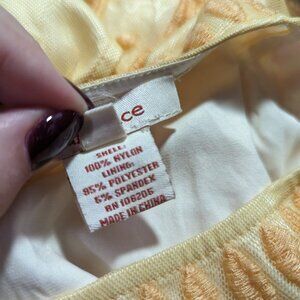 ce
SHELL:
100% NYLON
LINING:
95% POLYESTER
5% SPANDEX
RN 106206
MADE IN CHINA